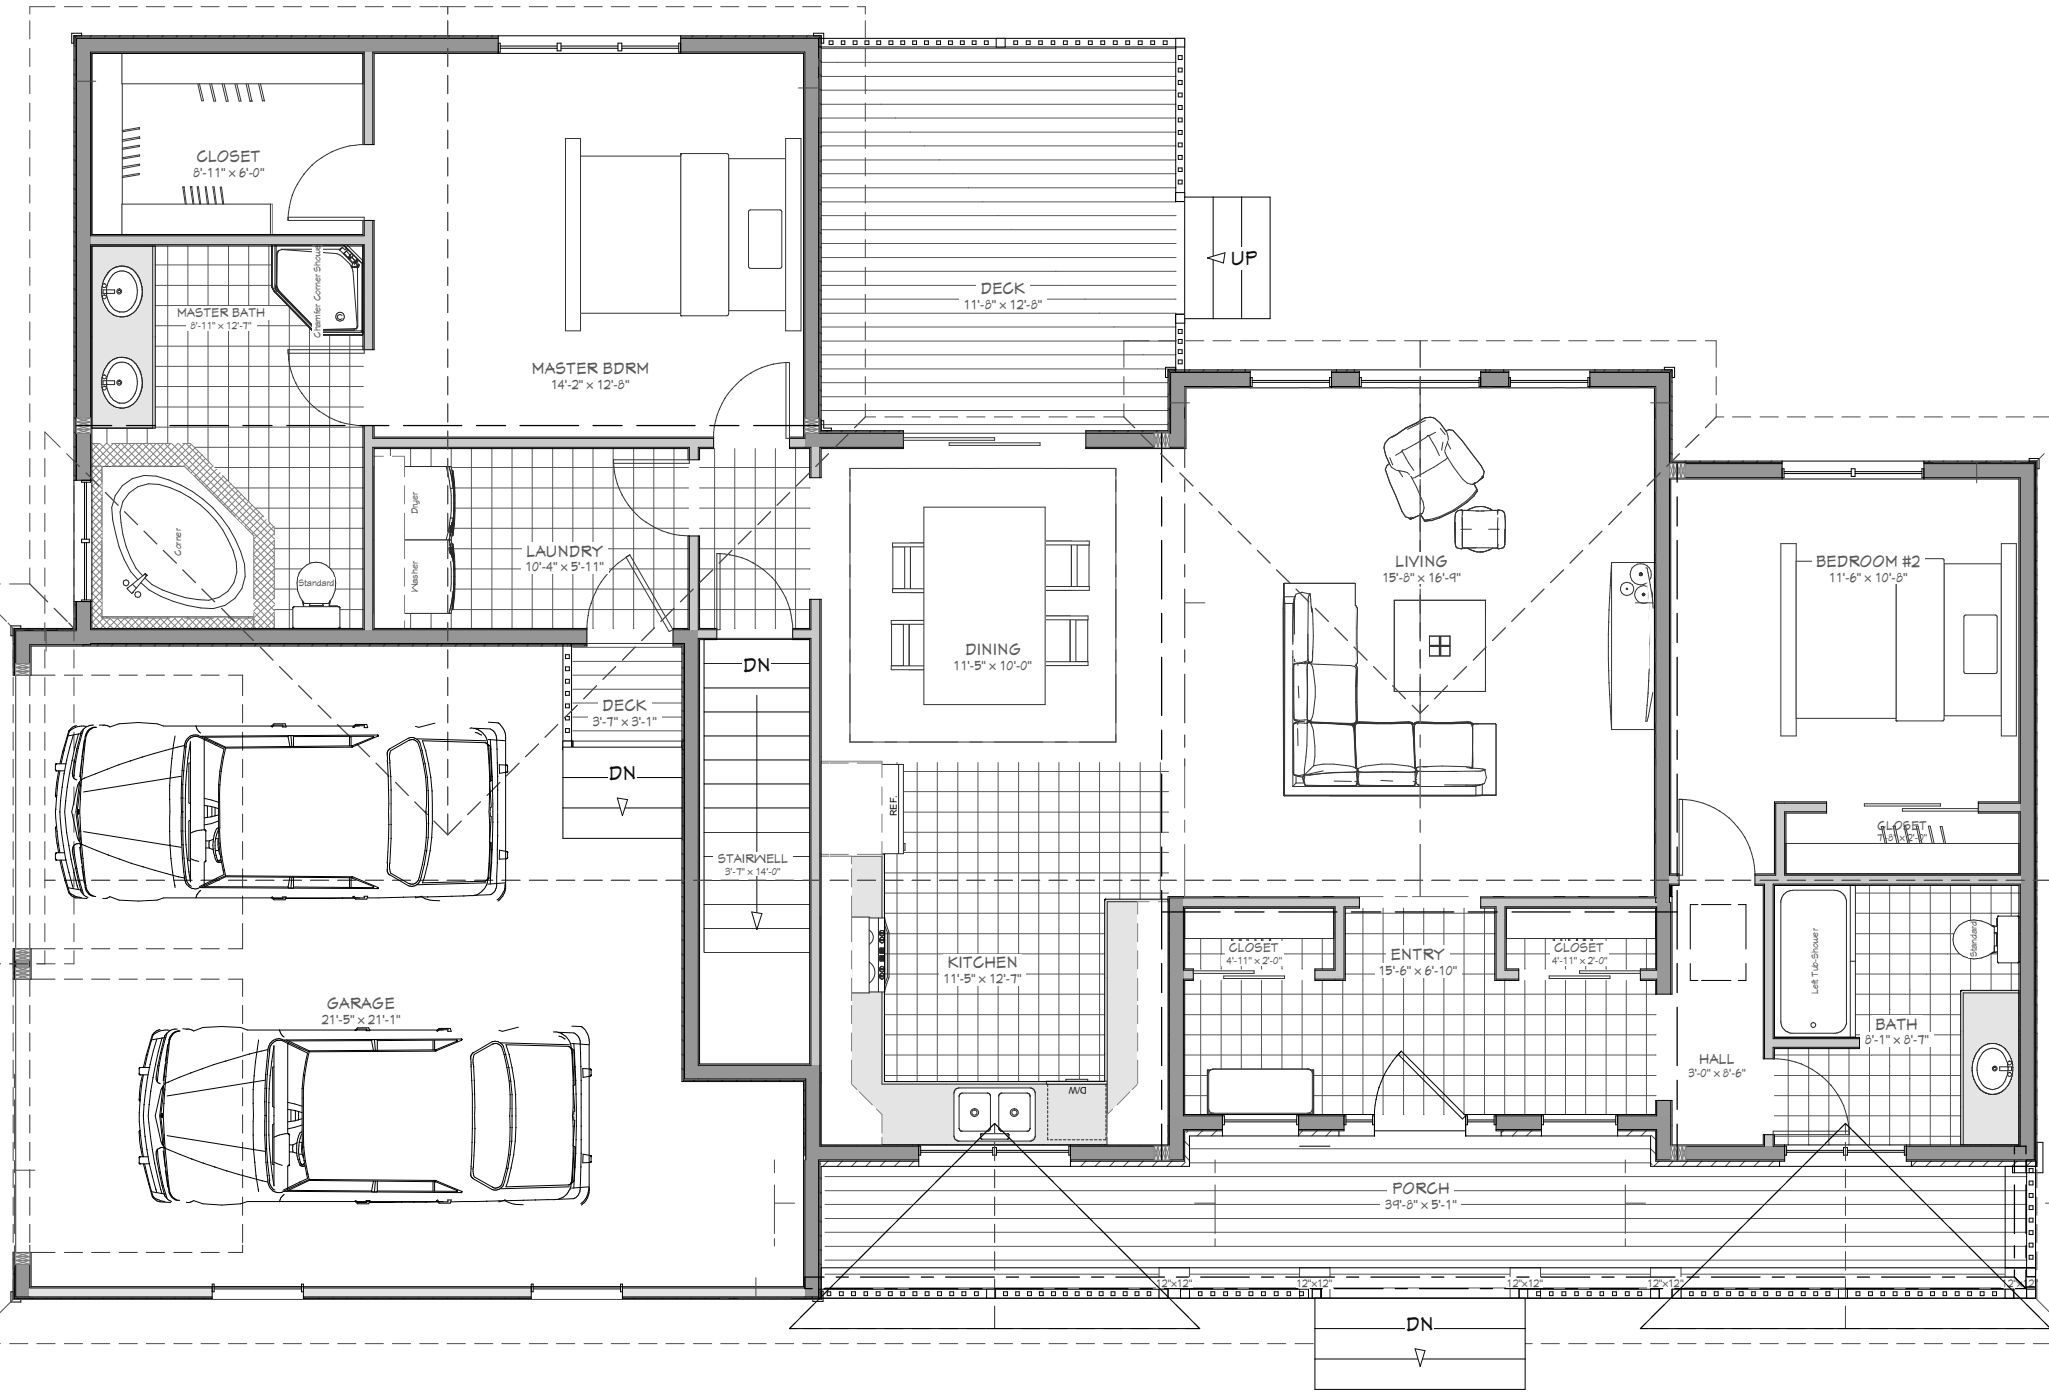 CLOSET
8'-11" x 6'-0"
UP
DECK
11'-8" x 12'-8"
Chamfer Corner Shower
MASTER BATH
8'-11" x 12'-7"
MASTER BDRM
14'-2" x 12'-8"
Dryer
Washer
Corner
Standard
LAUNDRY
10'-4" x 5'-11"
LIVING
15'-8" x 16'-9"
BEDROOM #2
11'-6" x 10'-8"
DINING
11'-5" x 10'-0"
DN
DECK
3'-7" x 3'-1"
DN
REF.
CLOSET
STAIRWELL
3'-7" x 14'-0"
CLOSET
4'-11" x 2'-0"
ENTRY
15'-6" x 6'-10"
CLOSET
4'-11" x 2'-0"
Left Tub-Shower
Standard
KITCHEN
11'-5" x 12'-7"
GARAGE
21'-5" x 21'-1"
BATH
8'-1" x 8'-7"
HALL
3'-0" x 8'-6"
D/W
PORCH
39'-8" x 5'-1"
12"x12"
12"x12"
12"x12"
12"x12"
DN